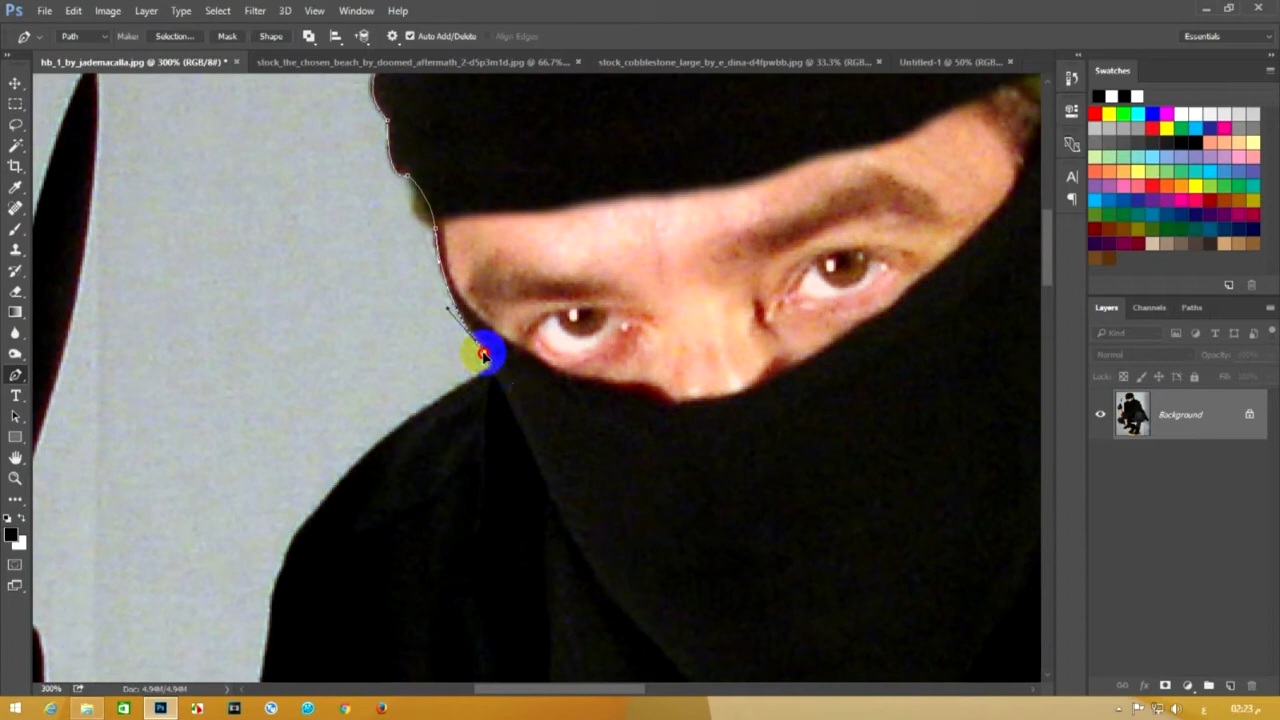 Ps File Edit Image Layer Type Select Filter 3D View Window Help
Path Make: Selection... Mask Shape Auto Add/Delete Align Edges Essentials
hb_1_by_jademacalla.jpg @ 300% (RGB/8#) * × stock_the_chosen_beach_by_doomed_aftermath_2-d5p3m1d.jpg @ 66.7%... × stock_cobblestone_large_by_e_dina-d4fpwbb.jpg @ 33.3% (RGB... × Untitled-1 @ 50% (RGB... ×
Swatches
Layers Channels Paths
Kind
Normal Opacity: 100%
Lock: Fill: 100%
Background
300% Doc: 4.94M/4.94M
02:23 م